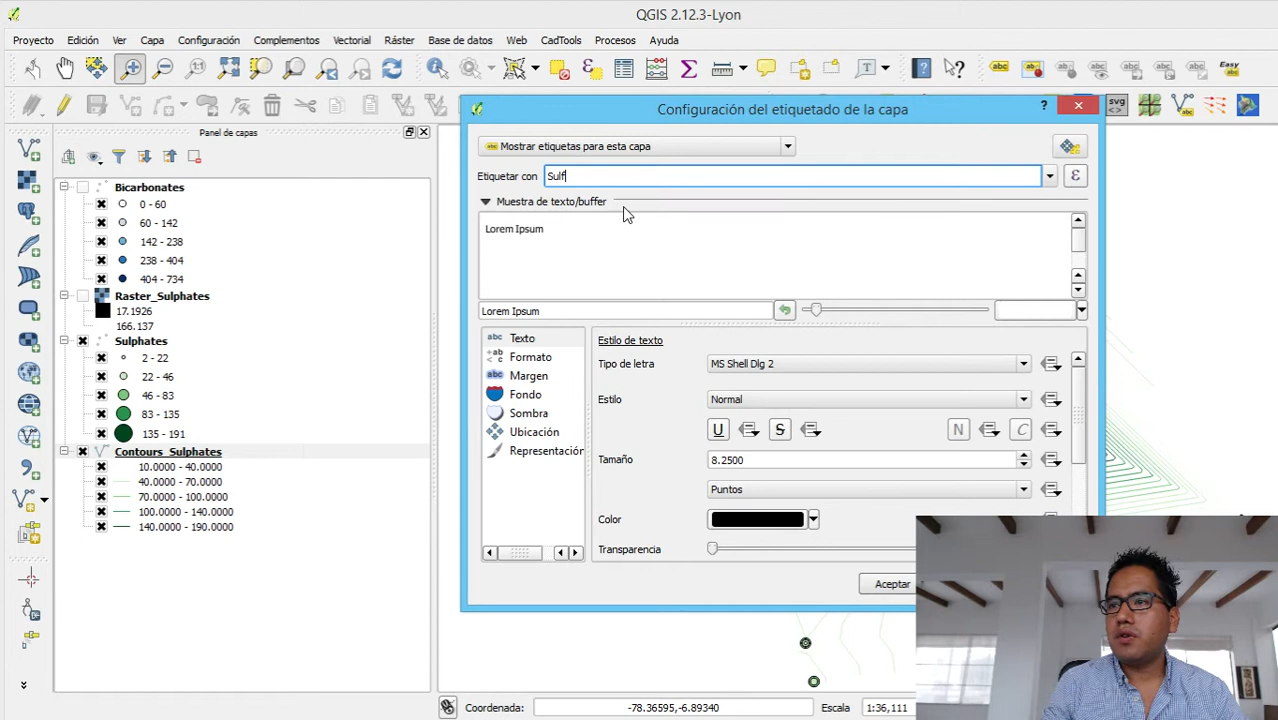 QGIS 2.12.3-Lyon
Proyecto Edición Ver Capa Configuración Complementos Vectorial Ráster Base de datos Web CadTools Procesos Ayuda
Panel de capas
Bicarbonates
0 - 60
60 - 142
142 - 238
238 - 404
404 - 734
Raster_Sulphates
17.1926
166.137
Sulphates
2 - 22
22 - 46
46 - 83
83 - 135
135 - 191
Contours_Sulphates
10.0000 - 40.0000
40.0000 - 70.0000
70.0000 - 100.0000
100.0000 - 140.0000
140.0000 - 190.0000
Configuración del etiquetado de la capa
Mostrar etiquetas para esta capa
Etiquetar con Sulf
Muestra de texto/buffer
Lorem Ipsum
Lorem Ipsum
Texto
Formato
Margen
Fondo
Sombra
Ubicación
Representación
Estilo de texto
Tipo de letra MS Shell Dlg 2
Estilo Normal
U S N C
Tamaño 8.2500
Puntos
Color
Transparencia
Aceptar
Coordenada: -78.36595,-6.89340 Escala 1:36,111